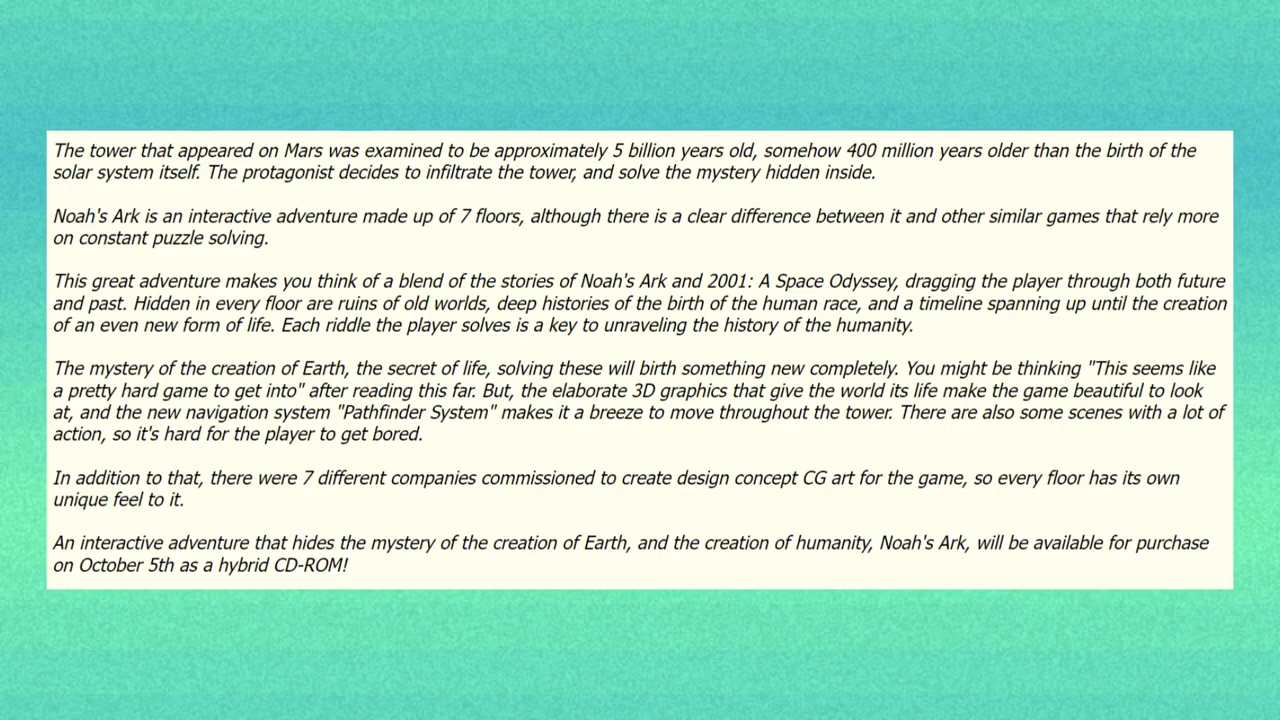 The tower that appeared on Mars was examined to be approximately 5 billion years old, somehow 400 million years older than the birth of the
solar system itself. The protagonist decides to infiltrate the tower, and solve the mystery hidden inside.
Noah's Ark is an interactive adventure made up of 7 floors, although there is a clear difference between it and other similar games that rely more
on constant puzzle solving.
This great adventure makes you think of a blend of the stories of Noah's Ark and 2001: A Space Odyssey, dragging the player through both future
and past. Hidden in every floor are ruins of old worlds, deep histories of the birth of the human race, and a timeline spanning up until the creation
of an even new form of life. Each riddle the player solves is a key to unraveling the history of the humanity.
The mystery of the creation of Earth, the secret of life, solving these will birth something new completely. You might be thinking "This seems like
a pretty hard game to get into" after reading this far. But, the elaborate 3D graphics that give the world its life make the game beautiful to look
at, and the new navigation system "Pathfinder System" makes it a breeze to move throughout the tower. There are also some scenes with a lot of
action, so it's hard for the player to get bored.
In addition to that, there were 7 different companies commissioned to create design concept CG art for the game, so every floor has its own
unique feel to it.
An interactive adventure that hides the mystery of the creation of Earth, and the creation of humanity, Noah's Ark, will be available for purchase
on October 5th as a hybrid CD-ROM!